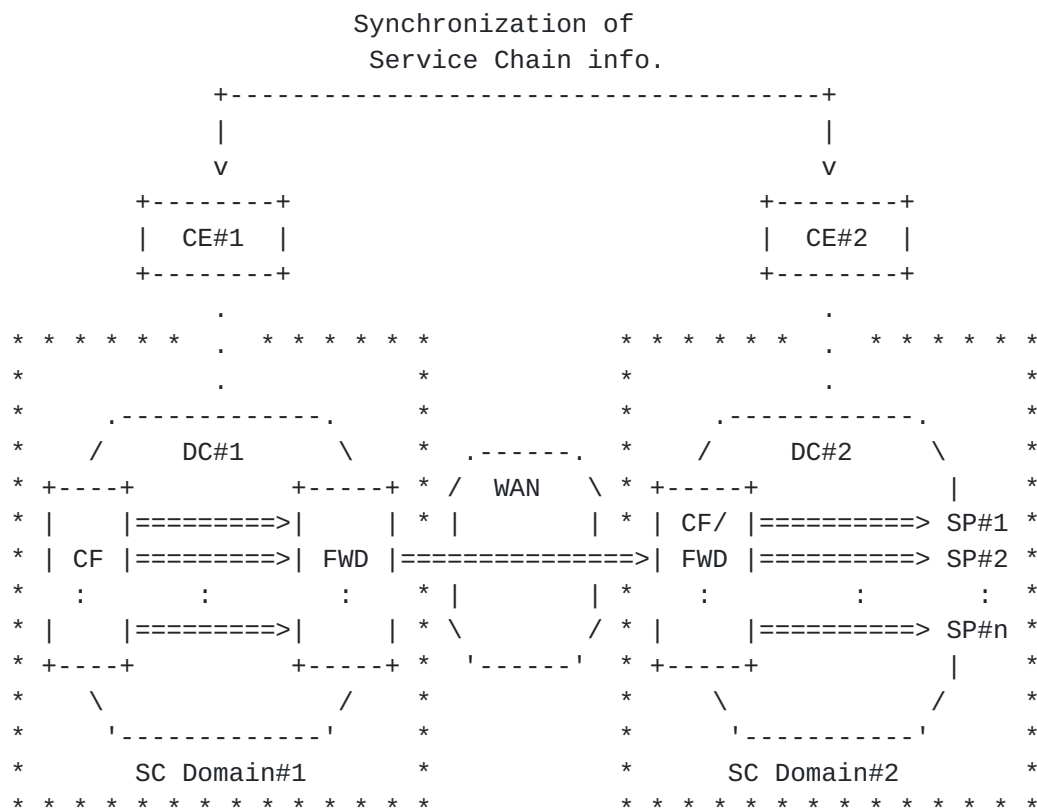 Synchronization of
Service Chain info.
+--------------------------------------+
|                                      |
v                                      v
+--------+                              +--------+
|  CE#1  |                              |  CE#2  |
+--------+                              +--------+
.                                      .
* * * * * *  .  * * * * * *            * * * * * *  .  * * * * * *
*            .            *            *            .            *
*     .-------------.     *            *     .------------.      *
*    /     DC#1      \    *  .------.  *    /     DC#2     \     *
* +----+          +-----+ * /  WAN   \ * +-----+            |    *
* |    |=========>|     | * |        | * | CF/ |==========> SP#1 *
* | CF |=========>| FWD |===============>| FWD |==========> SP#2 *
*   :       :        :    * |        | *    :         :       :  *
* |    |=========>|     | * \        / * |     |==========> SP#n *
* +----+          +-----+ *  '------'  * +-----+            |    *
*    \               /    *            *     \             /     *
*     '-------------'     *            *      '-----------'      *
*       SC Domain#1       *            *      SC Domain#2        *
* * * * * * * * * * * * * *            * * * * * * * * * * * * * *